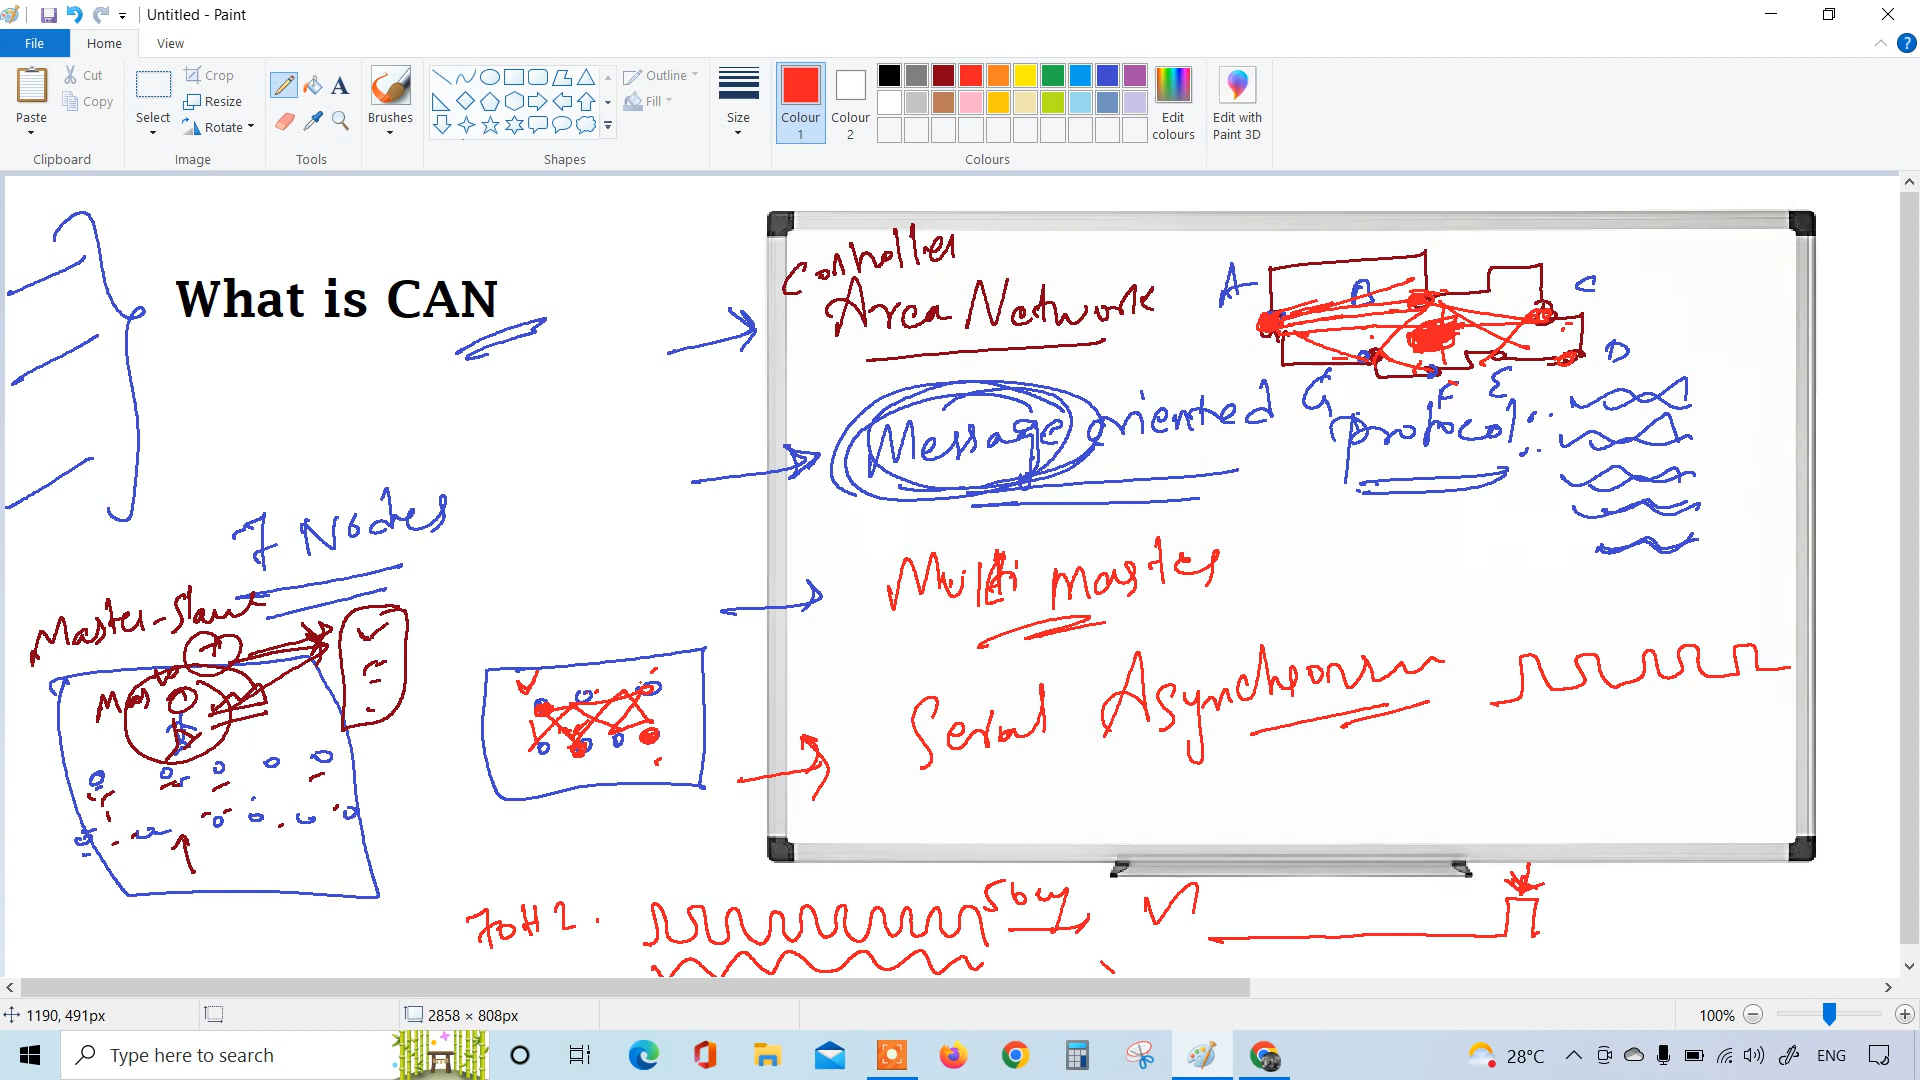 Untitled - Paint
File
Home
View
Paste
Cut
Copy
Clipboard
Select
Crop
Resize
Rotate
Image
Tools
Brushes
Outline
Fill
Shapes
Size
Colour 1
Colour 2
Edit colours
Edit with Paint 3D
Colours
What is CAN
Controller
Area Network
A
B
C
D
E
F
G
Message oriented protocol:
7 Nodes
Multi master
Master-Slave
Serial
70Hz.
1190, 491px
2858 × 808px
100%
Type here to search
28°C
ENG